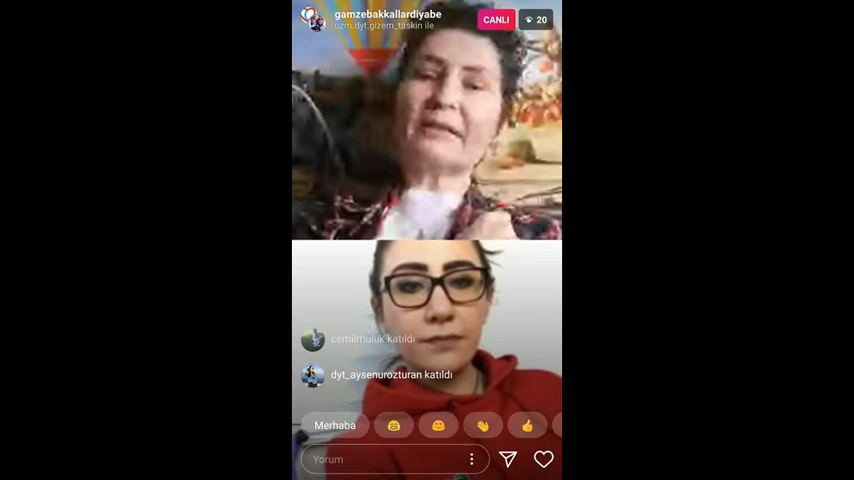 gamzebakkallardiyabe
uzm.dyt.gizem_taskin ile
CANLI
20
cemilmuluk katıldı
dyt_aysenurozturan katıldı
Merhaba
Yorum